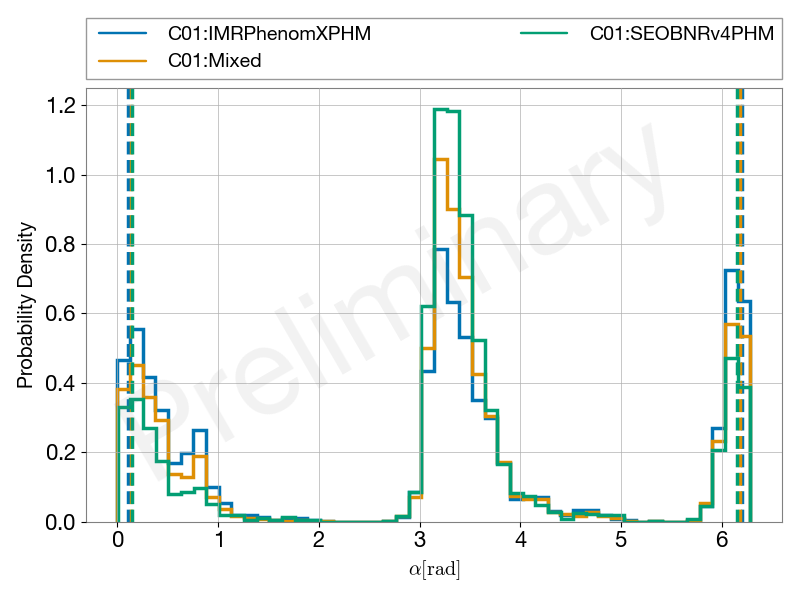 C01:IMRPhenomXPHM
C01:SEOBNRv4PHM
C01:Mixed
1.2
1.0
0.8
0.6
0.4
0.2
0.0
Probability Density
Preliminary
0 1 2 3 4 5 6
α[rad]